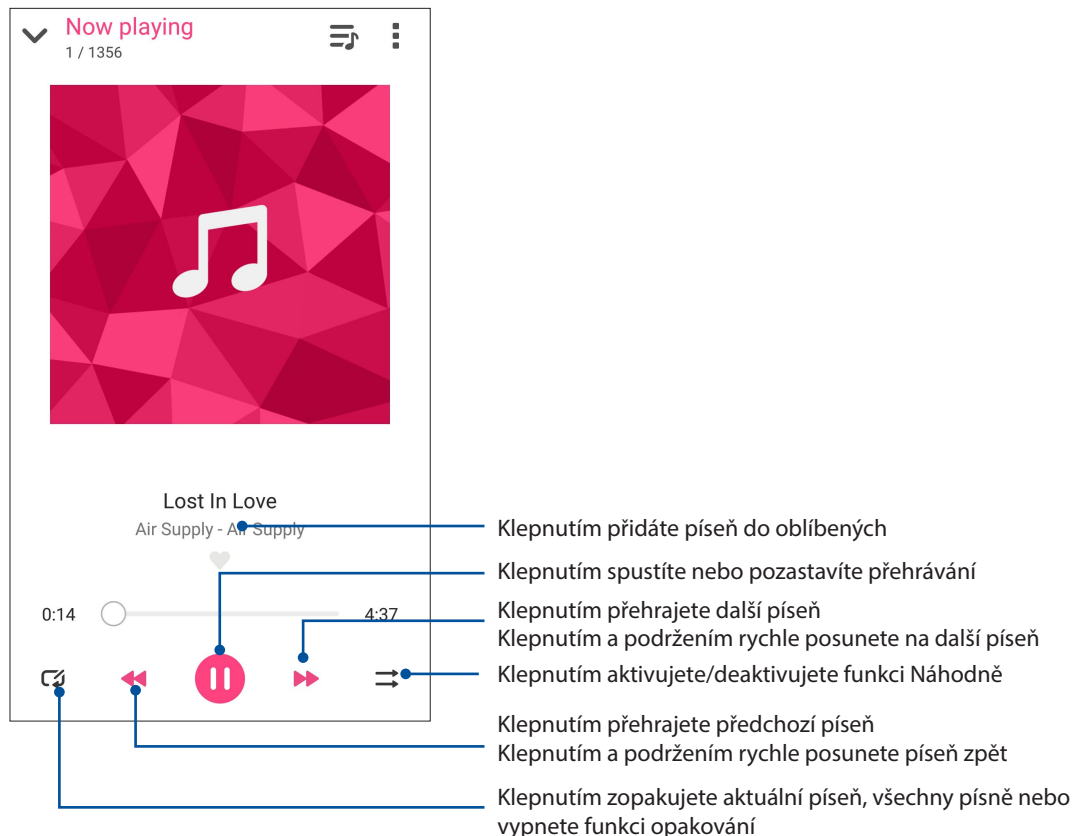 Now playing
1 / 1356
Lost In Love
Air Supply - Air Supply
0:14
4:37
Klepnutím přidáte píseň do oblíbených
Klepnutím spustíte nebo pozastavíte přehrávání
Klepnutím přehrajete další píseň
Klepnutím a podržením rychle posunete na další píseň
Klepnutím aktivujete/deaktivujete funkci Náhodně
Klepnutím přehrajete předchozí píseň
Klepnutím a podržením rychle posunete píseň zpět
Klepnutím zopakujete aktuální píseň, všechny písně nebo
vypnete funkci opakování